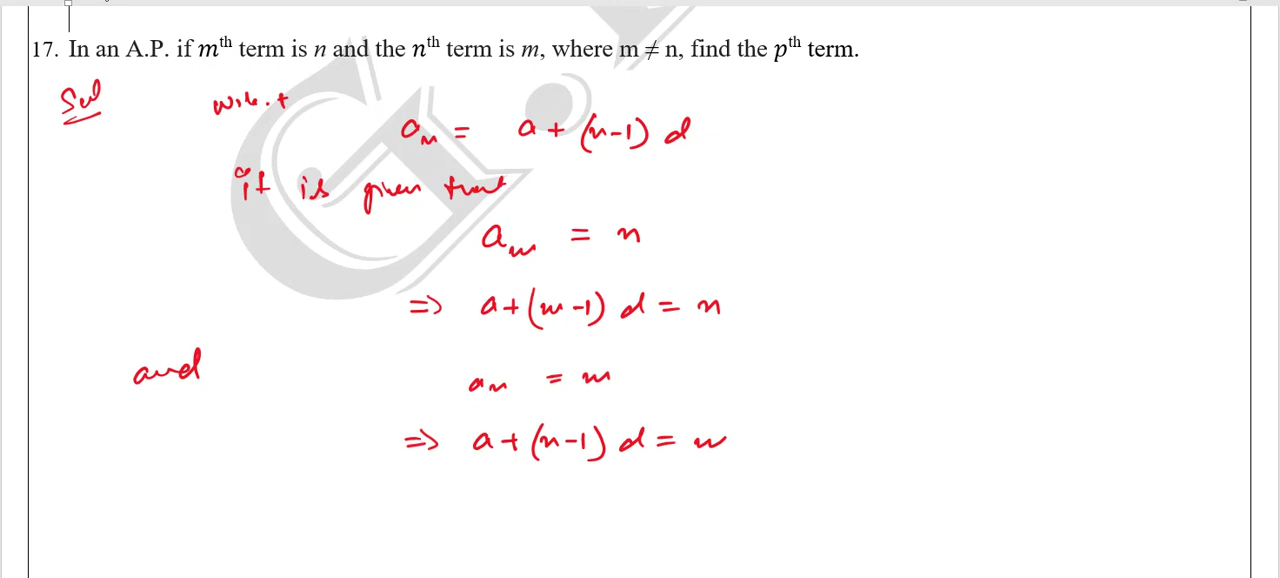 17. In an A.P. if mᵗʰ term is n and the nᵗʰ term is m, where m ≠ n, find the pᵗʰ term.
Sol
W.k.t
aₙ = a + (n-1) d
it is given that
aₘ = n
=> a + (m-1) d = n
and
aₙ = m
=> a + (n-1) d = m